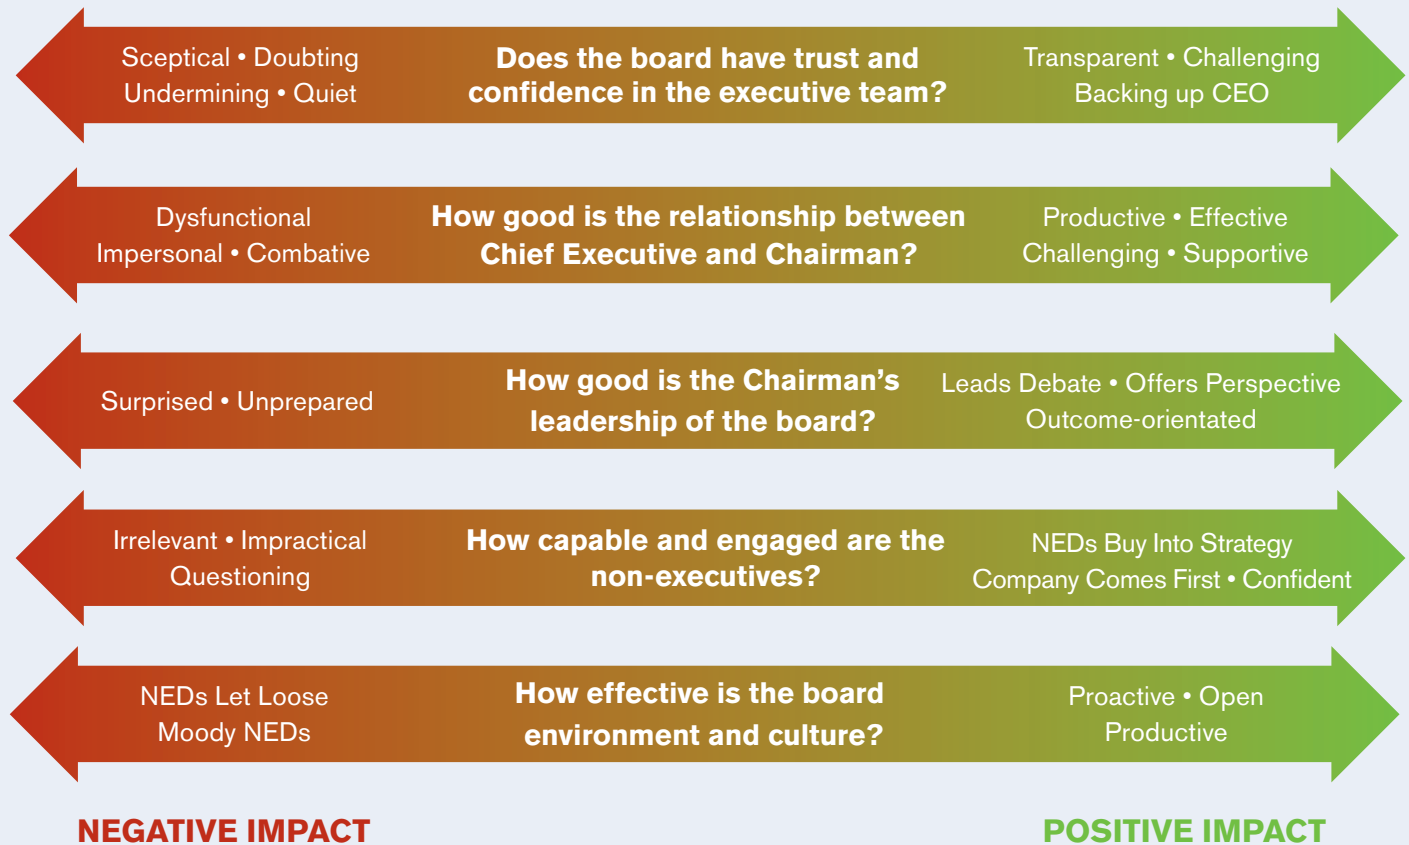 Sceptical • Doubting
Undermining • Quiet
Does the board have trust and
confidence in the executive team?
Transparent • Challenging
Backing up CEO
Dysfunctional
Impersonal • Combative
How good is the relationship between
Chief Executive and Chairman?
Productive • Effective
Challenging • Supportive
Surprised • Unprepared
How good is the Chairman's
leadership of the board?
Leads Debate • Offers Perspective
Outcome-orientated
Irrelevant • Impractical
Questioning
How capable and engaged are the
non-executives?
NEDs Buy Into Strategy
Company Comes First • Confident
NEDs Let Loose
Moody NEDs
How effective is the board
environment and culture?
Proactive • Open
Productive
NEGATIVE IMPACT
POSITIVE IMPACT